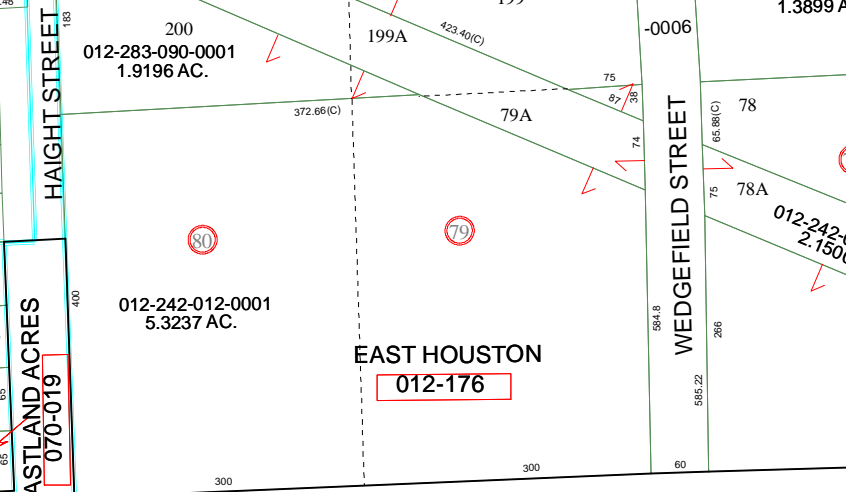 183
200
012-283-090-0001
1.9196 AC.
199A
423.40(C)
-0006
1.3899 A
HAIGHT STREET
372.66(C)
79A
75
87
38
74
WEDGEFIELD STREET
65.88(C)
78
75
78A
012-242-0
2.1500
80
79
012-242-012-0001
5.3237 AC.
400
EAST HOUSTON
012-176
584.8
266
585.22
ASTLAND ACRES
070-019
65
65
300
300
60